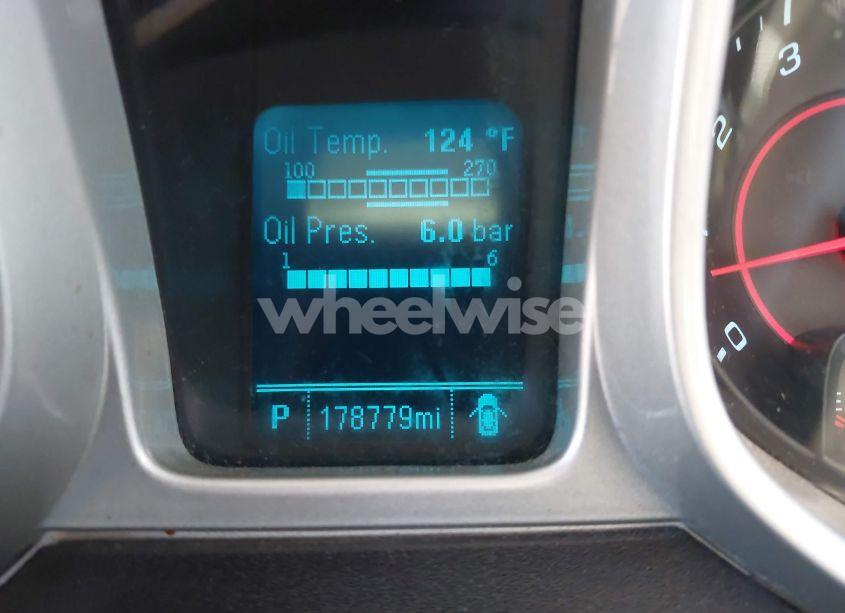 Oil Temp. 124 °F
100 270
Oil Pres. 6.0 bar
1 6
wheelwise
P 178779mi
3
2
0